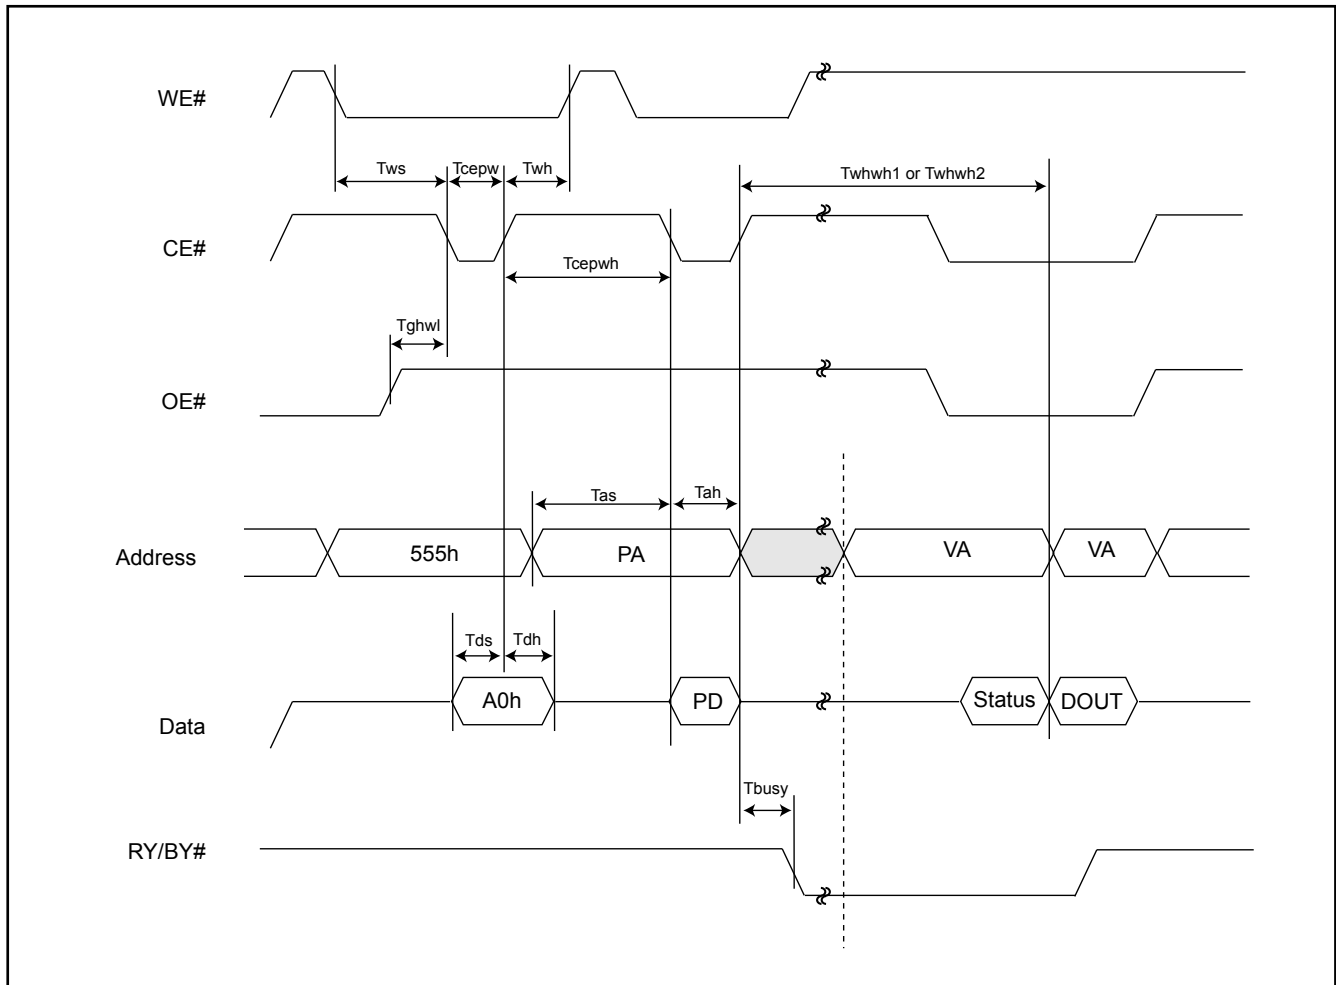 WE#
Tws
Tcepw
Twh
Twhwh1 or Twhwh2
CE#
Tcepwh
Tghwl
OE#
Tas
Tah
Address
555h
PA
VA
VA
Tds
Tdh
Data
A0h
PD
Status
DOUT
Tbusy
RY/BY#